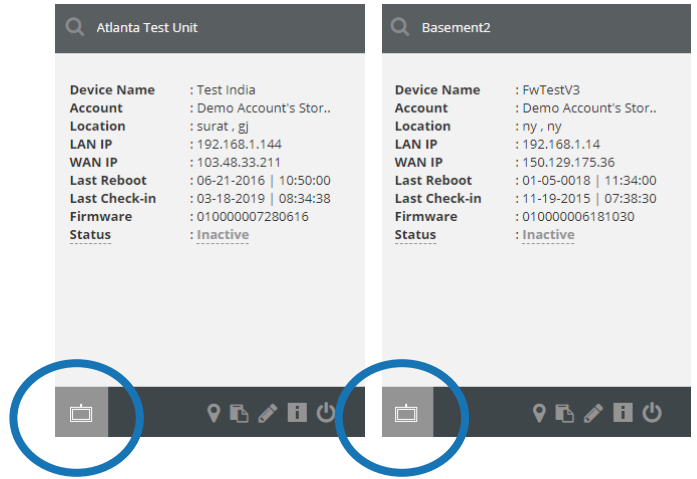 Atlanta Test Unit
Device Name : Test India
Account : Demo Account's Stor..
Location : surat , gj
LAN IP : 192.168.1.144
WAN IP : 103.48.33.211
Last Reboot : 06-21-2016 | 10:50:00
Last Check-in : 03-18-2019 | 08:34:38
Firmware : 010000007280616
Status : Inactive
Basement2
Device Name : FwTestV3
Account : Demo Account's Stor..
Location : ny , ny
LAN IP : 192.168.1.14
WAN IP : 150.129.175.36
Last Reboot : 01-05-0018 | 11:34:00
Last Check-in : 11-19-2015 | 07:38:30
Firmware : 010000006181030
Status : Inactive